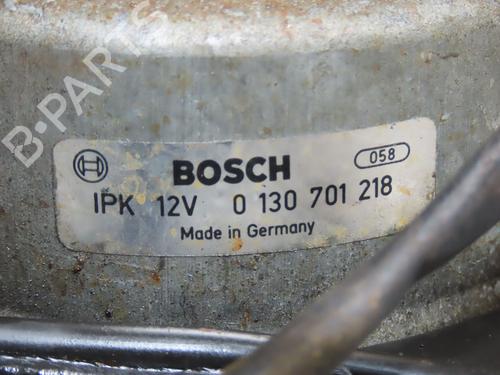 B-PARTS
BOSCH
058
IPK 12V 0 130 701 218
Made in Germany